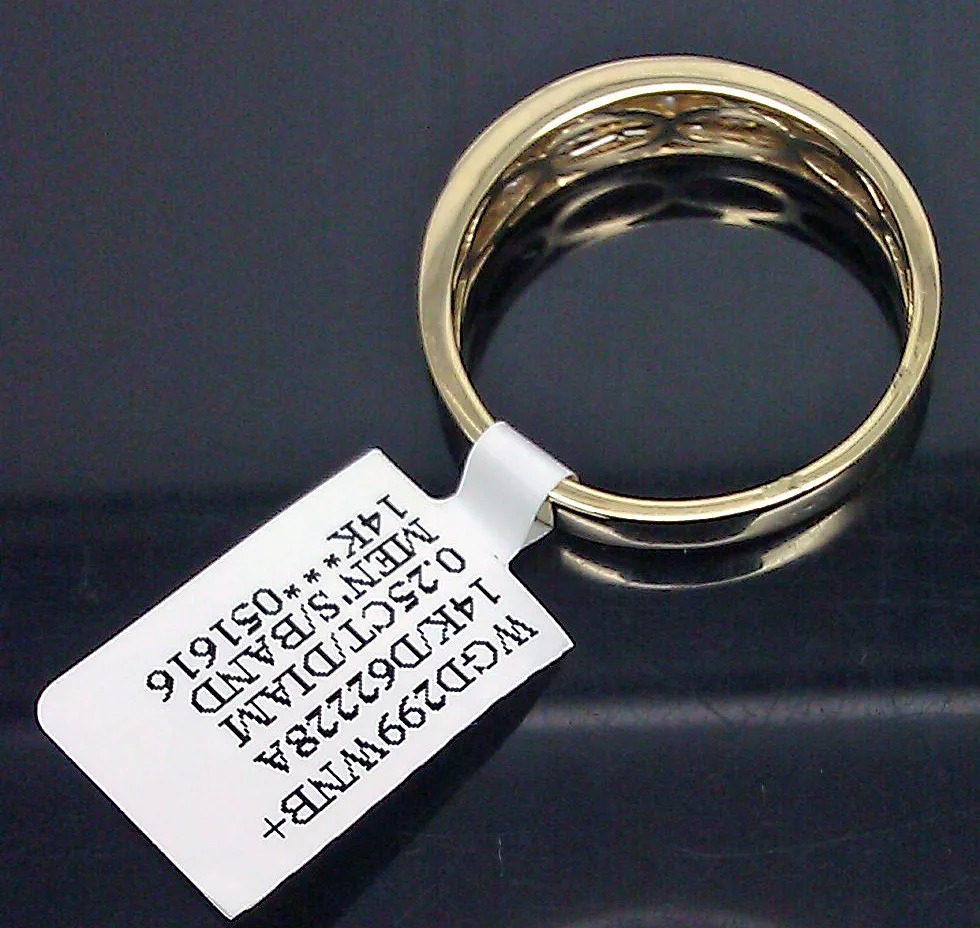 WGD299WNB+
14K/D62228A
0.25CT/DIAM
MEN'S/BAND
14K***051616